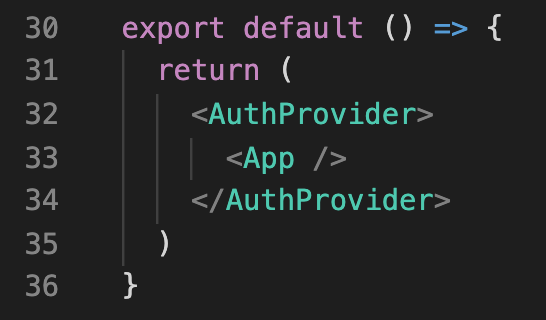 30 export default () => {
31 return (
32 <AuthProvider>
33 <App />
34 </AuthProvider>
35 )
36 }